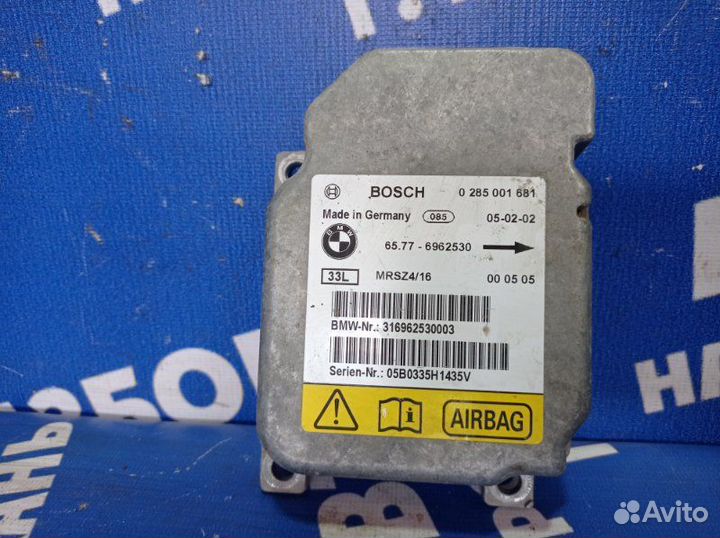 BOSCH 0 285 001 681
Made in Germany 085 05-02-02
BMW 65.77 - 6962530
33L MRSZ4/16 00 05 05
BMW-Nr.: 316962530003
Serien-Nr.: 05B0335H1435V
i AIRBAG
Avito